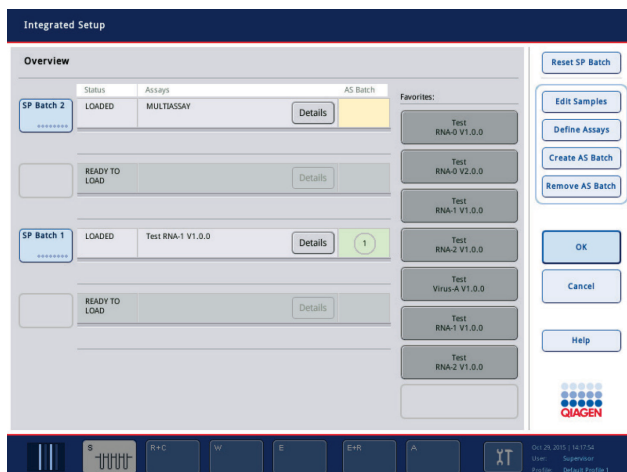 Integrated Setup
Overview
Status Assays AS Batch
SP Batch 2 LOADED MULTIASSAY Details
READY TO
LOAD Details
SP Batch 1 LOADED Test RNA-1 V1.0.0 Details 1
READY TO
LOAD Details
Favorites:
Test
RNA-0 V1.0.0
Test
RNA-0 V2.0.0
Test
RNA-1 V1.0.0
Test
RNA-2 V1.0.0
Test
Virus-A V1.0.0
Test
RNA-1 V1.0.0
Test
RNA-2 V1.0.0
Reset SP Batch
Edit Samples
Define Assays
Create AS Batch
Remove AS Batch
OK
Cancel
Help
QIAGEN
S R+C W E E+R A
Oct 29, 2015 | 14:17:54
User: Supervisor
Profile Default Profile 1